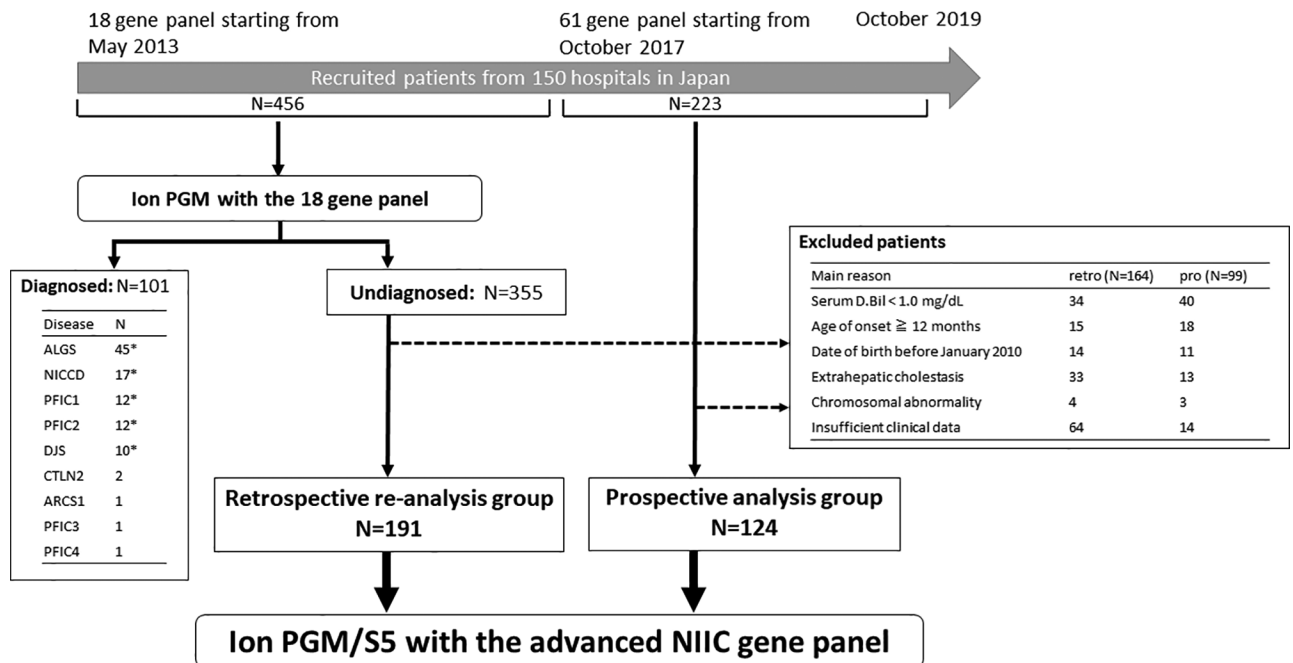 18 gene panel starting from
May 2013
61 gene panel starting from
October 2017
October 2019
Recruited patients from 150 hospitals in Japan
N=456
N=223
Ion PGM with the 18 gene panel
Diagnosed: N=101
Disease N
ALGS 45*
NICCD 17*
PFIC1 12*
PFIC2 12*
DJS 10*
CTLN2 2
ARCS1 1
PFIC3 1
PFIC4 1
Undiagnosed: N=355
Excluded patients
Main reason retro (N=164) pro (N=99)
Serum D.Bil < 1.0 mg/dL 34 40
Age of onset ≧ 12 months 15 18
Date of birth before January 2010 14 11
Extrahepatic cholestasis 33 13
Chromosomal abnormality 4 3
Insufficient clinical data 64 14
Retrospective re-analysis group
N=191
Prospective analysis group
N=124
Ion PGM/S5 with the advanced NIIC gene panel